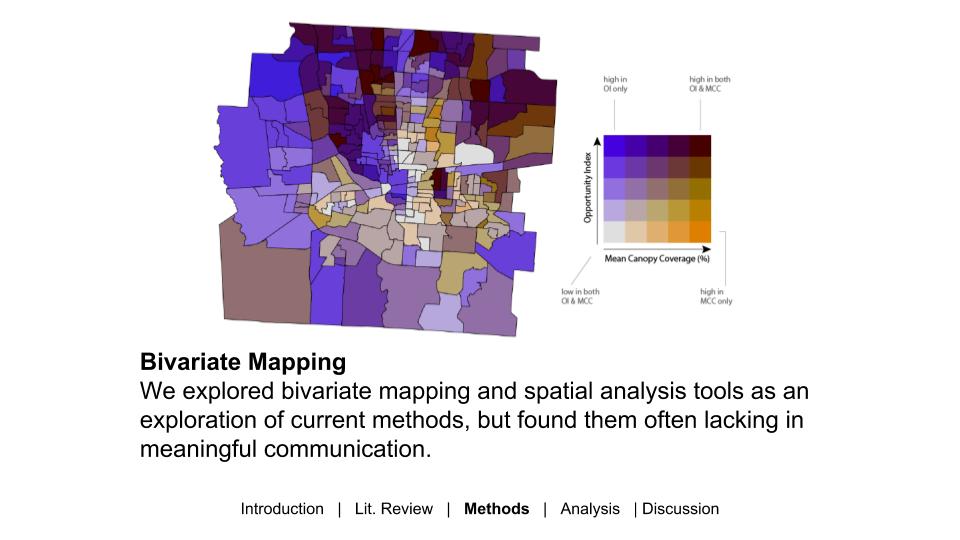 high in
OI only
high in both
OI & MCC
Opportunity Index
Mean Canopy Coverage (%)
low in both
OI & MCC
high in
MCC only
Bivariate Mapping
We explored bivariate mapping and spatial analysis tools as an
exploration of current methods, but found them often lacking in
meaningful communication.
Introduction | Lit. Review | Methods | Analysis | Discussion